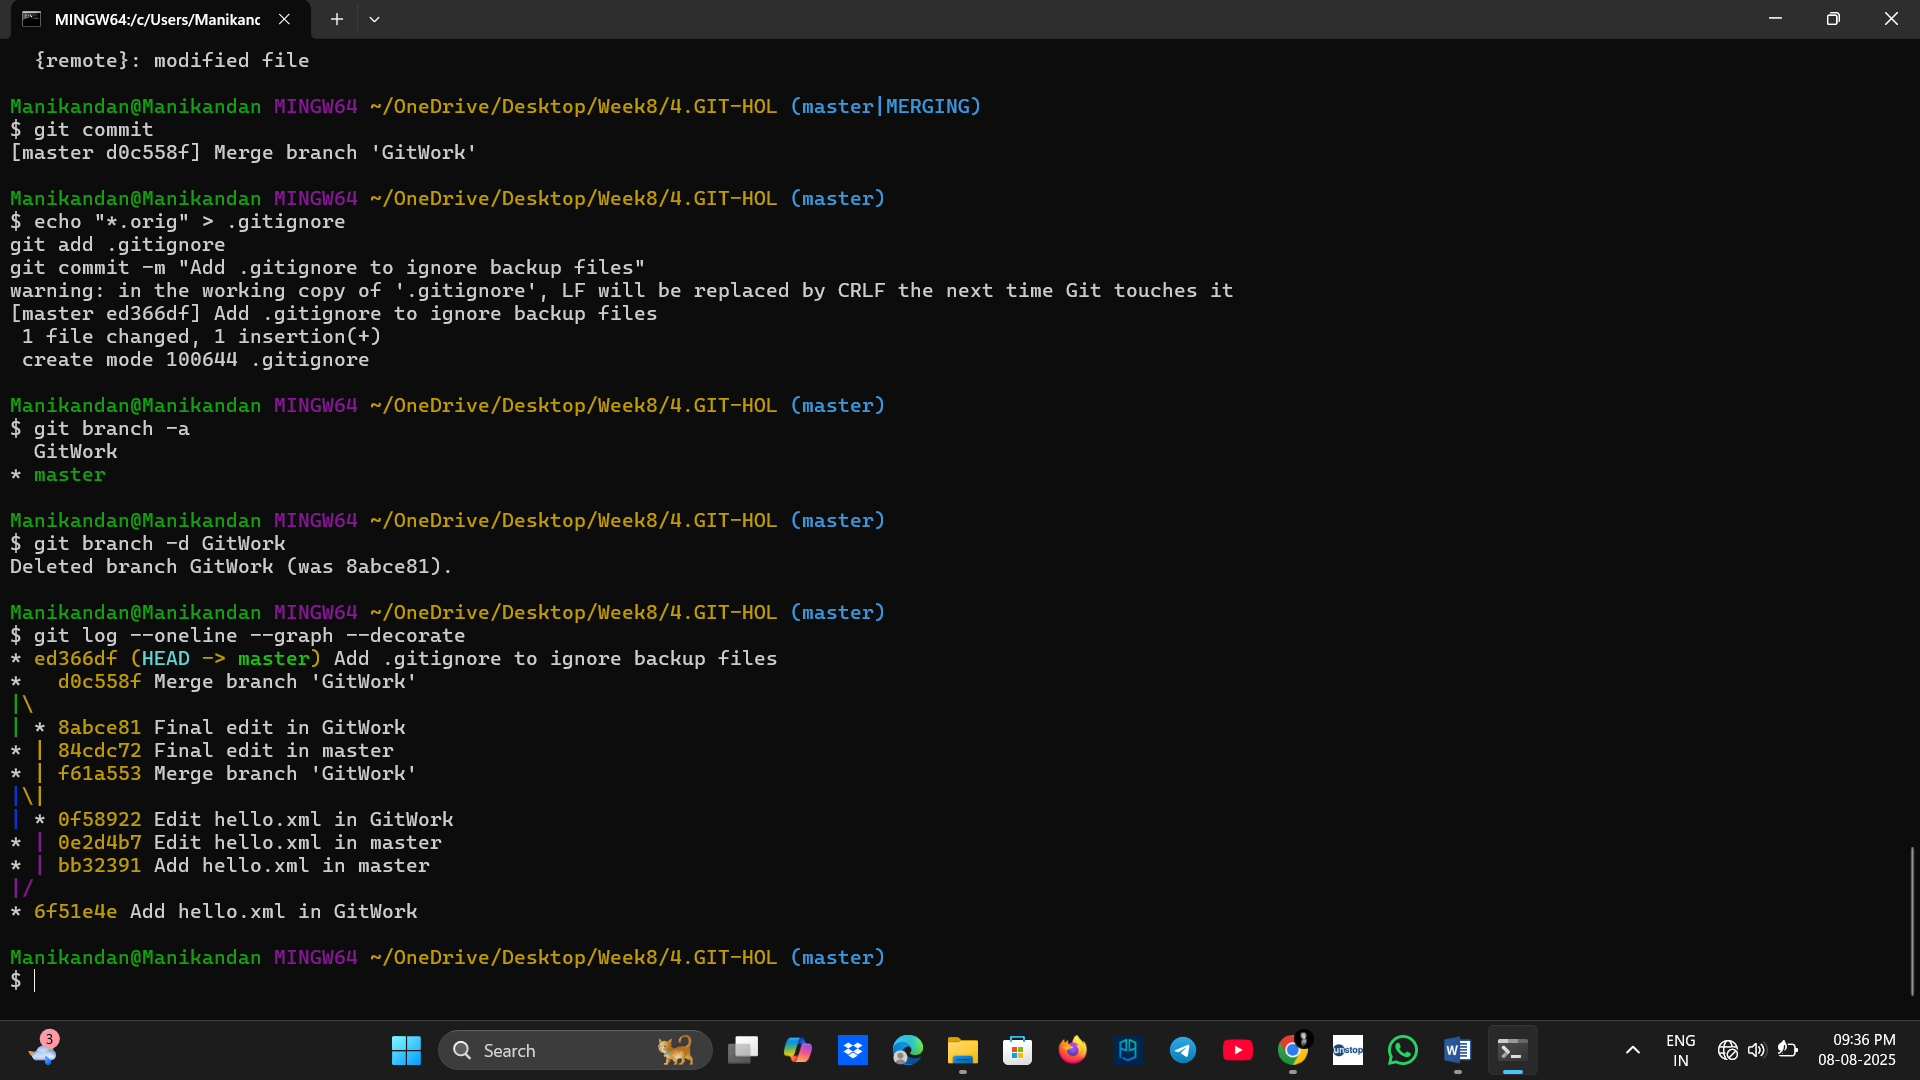 MINGW64:/c/Users/Manikanc
{remote}: modified file
Manikandan@Manikandan MINGW64 ~/OneDrive/Desktop/Week8/4.GIT-HOL (master|MERGING)
$ git commit
[master d0c558f] Merge branch 'GitWork'
Manikandan@Manikandan MINGW64 ~/OneDrive/Desktop/Week8/4.GIT-HOL (master)
$ echo "*.orig" > .gitignore
git add .gitignore
git commit -m "Add .gitignore to ignore backup files"
warning: in the working copy of '.gitignore', LF will be replaced by CRLF the next time Git touches it
[master ed366df] Add .gitignore to ignore backup files
 1 file changed, 1 insertion(+)
 create mode 100644 .gitignore
Manikandan@Manikandan MINGW64 ~/OneDrive/Desktop/Week8/4.GIT-HOL (master)
$ git branch -a
  GitWork
* master
Manikandan@Manikandan MINGW64 ~/OneDrive/Desktop/Week8/4.GIT-HOL (master)
$ git branch -d GitWork
Deleted branch GitWork (was 8abce81).
Manikandan@Manikandan MINGW64 ~/OneDrive/Desktop/Week8/4.GIT-HOL (master)
$ git log --oneline --graph --decorate
* ed366df (HEAD -> master) Add .gitignore to ignore backup files
*   d0c558f Merge branch 'GitWork'
|\
| * 8abce81 Final edit in GitWork
* | 84cdc72 Final edit in master
* | f61a553 Merge branch 'GitWork'
|\|
| * 0f58922 Edit hello.xml in GitWork
* | 0e2d4b7 Edit hello.xml in master
* | bb32391 Add hello.xml in master
|/
* 6f51e4e Add hello.xml in GitWork
Manikandan@Manikandan MINGW64 ~/OneDrive/Desktop/Week8/4.GIT-HOL (master)
$
3
Search
unstop
ENG
IN
09:36 PM
08-08-2025